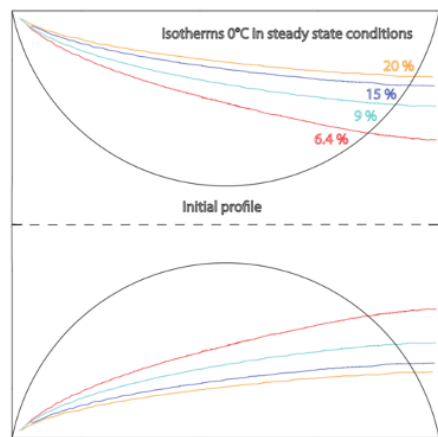 Isotherms 0°C in steady state conditions
20 %
15 %
9 %
6.4 %
Initial profile